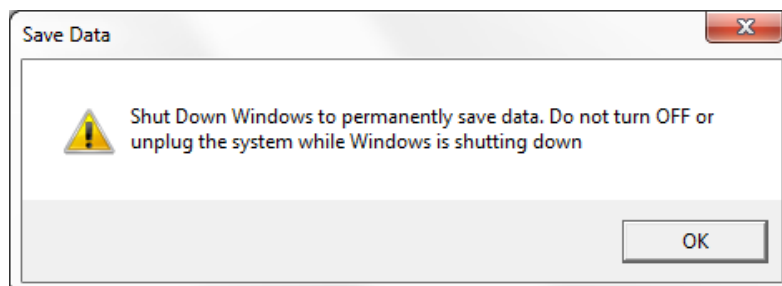 Save Data
Shut Down Windows to permanently save data. Do not turn OFF or
unplug the system while Windows is shutting down
OK